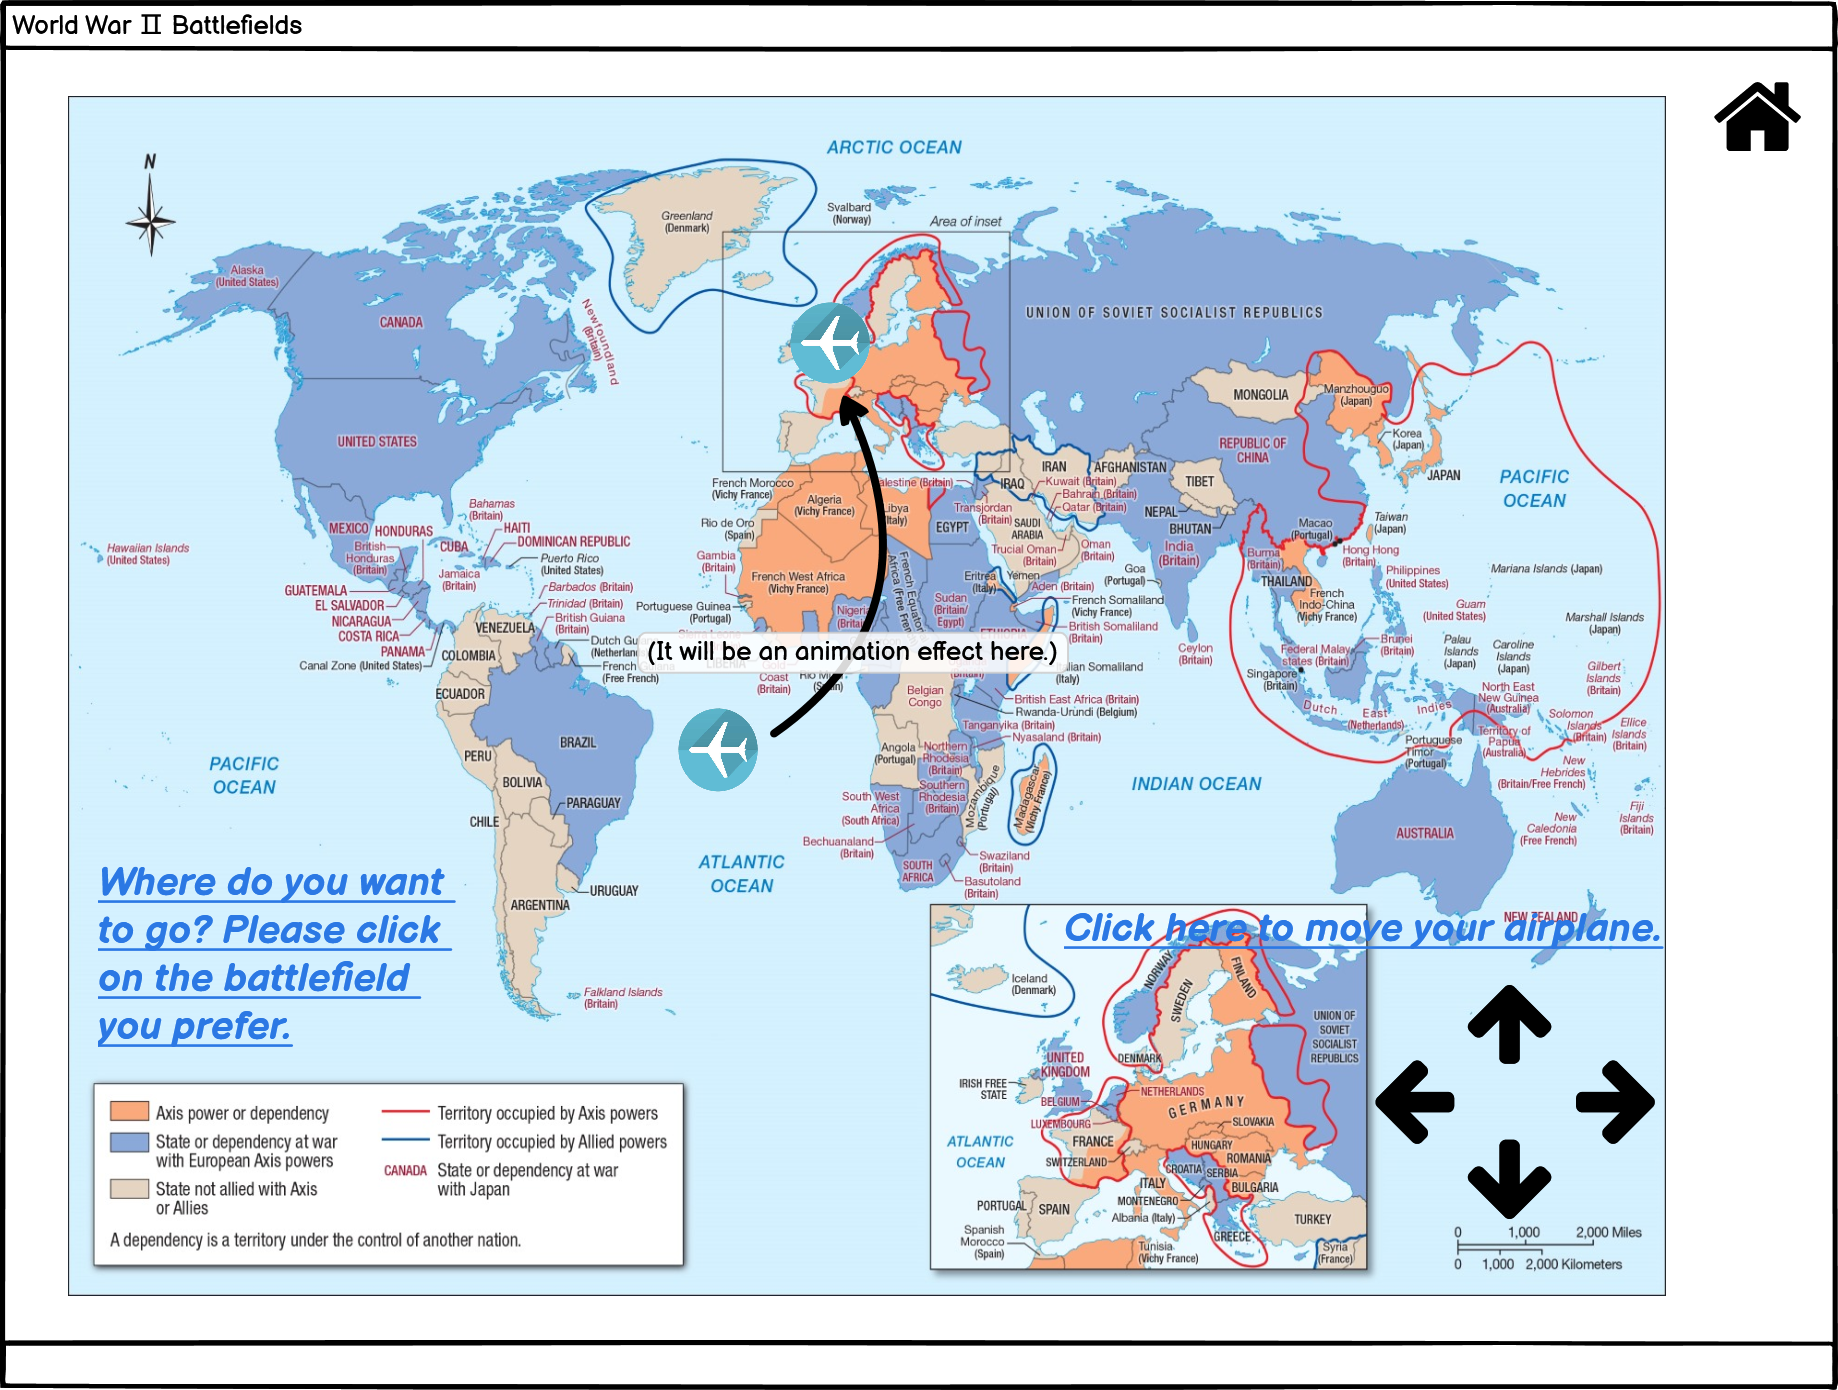 World War II Battlefields
ARCTIC OCEAN
N
Greenland
(Denmark)
Svalbard
(Norway)
Area of inset
Alaska
(United States)
CANADA
Newfoundland
(Britain)
UNION OF SOVIET SOCIALIST REPUBLICS
MONGOLIA
Manzhouguo
(Japan)
UNITED STATES
REPUBLIC OF
CHINA
Korea
(Japan)
JAPAN
PACIFIC
OCEAN
IRAN
AFGHANISTAN
TIBET
IRAQ
Kuwait (Britain)
Bahrain (Britain)
Qatar (Britain)
French Morocco
(Vichy France)
Algeria
(Vichy France)
alestine (Britain)
Transjordan
(Britain)
ibya
Italy)
EGYPT
SAUDI
ARABIA
NEPAL
BHUTAN
Macao
(Portugal)
Taiwan
(Japan)
Bahamas
(Britain)
MEXICO
HONDURAS
HAITI
CUBA
DOMINICAN REPUBLIC
British
Honduras
(Britain)
Puerto Rico
(United States)
Jamaica
(Britain)
Hawaiian Islands
(United States)
Rio de Oro
(Spain)
Gambia
(Britain)
French West Africa
(Vichy France)
Trucial Oman
(Britain)
Oman
(Britain)
India
(Britain)
Burma
(Britain)
Hong Hong
(Britain)
Philippines
(United States)
Mariana Islands (Japan)
Goa
(Portugal)
THAILAND
French
Indo-China
(Vichy France)
Eritrea
(Italy)
Yemen
Aden (Britain)
French Somaliland
(Vichy France)
British Somaliland
(Britain)
GUATEMALA
EL SALVADOR
NICARAGUA
COSTA RICA
PANAMA
Canal Zone (United States)
Barbados (Britain)
Trinidad (Britain)
British Guiana
(Britain)
Dutch Gu
(Netherlan
French
(Free French)
VENEZUELA
COLOMBIA
Portuguese Guinea
(Portugal)
Nigeria
(Brita
Sudan
(Britain/
Egypt)
(It will be an animation effect here.)
Gold
Coast
(Britain)
alian Somaliland
(Italy)
Guam
(United States)
Marshall Islands
(Japan)
Palau
Islands
(Japan)
Caroline
Islands
(Japan)
Gilbert
Islands
(Britain)
Ceylon
(Britain)
Federal Malay
states (Britain)
Brunei
(Britain)
Singapore
(Britain)
ECUADOR
PERU
BRAZIL
BOLIVIA
PARAGUAY
CHILE
URUGUAY
ARGENTINA
Belgian
Congo
British East Africa (Britain)
Rwanda-Urundi (Belgium)
Tanganyika (Britain)
Nyasaland (Britain)
Angola
(Portugal)
Northern
Rhodesia
(Britain)
Southern
Rhodesia
(Britain)
Mozambique
(Portugal)
Madagascar
(Vichy France)
South West
Africa
(South Africa)
Bechuanaland
(Britain)
SOUTH
AFRICA
Swaziland
(Britain)
Basutoland
(Britain)
Dutch East Indies
(Netherlands)
North East
New Guinea
(Australia)
Territory of
Papua
(Australia)
Portuguese
Timor
(Portugal)
Solomon
Islands
(Britain)
Ellice
Islands
(Britain)
New
Hebrides
(Britain/Free French)
Fiji
Islands
(Britain)
New
Caledonia
(Free French)
AUSTRALIA
NEW ZEALAND
PACIFIC
OCEAN
ATLANTIC
OCEAN
INDIAN OCEAN
Falkland Islands
(Britain)
Where do you want
to go? Please click
on the battlefield
you prefer.
Click here to move your airplane.
Axis power or dependency
State or dependency at war
with European Axis powers
State not allied with Axis
or Allies
Territory occupied by Axis powers
Territory occupied by Allied powers
CANADA State or dependency at war
with Japan
A dependency is a territory under the control of another nation.
Iceland
(Denmark)
NORWAY
SWEDEN
FINLAND
UNION OF
SOVIET
SOCIALIST
REPUBLICS
UNITED
KINGDOM
DENMARK
IRISH FREE
STATE
NETHERLANDS
BELGIUM
GERMANY
LUXEMBOURG
SLOVAKIA
FRANCE
HUNGARY
SWITZERLAND
ROMANIA
CROATIA
SERBIA
ATLANTIC
OCEAN
ITALY
BULGARIA
MONTENEGRO
Albania (Italy)
PORTUGAL
SPAIN
TURKEY
GREECE
Spanish
Morocco
(Spain)
Tunisia
(Vichy France)
Syria
(France)
0 1,000 2,000 Miles
0 1,000 2,000 Kilometers